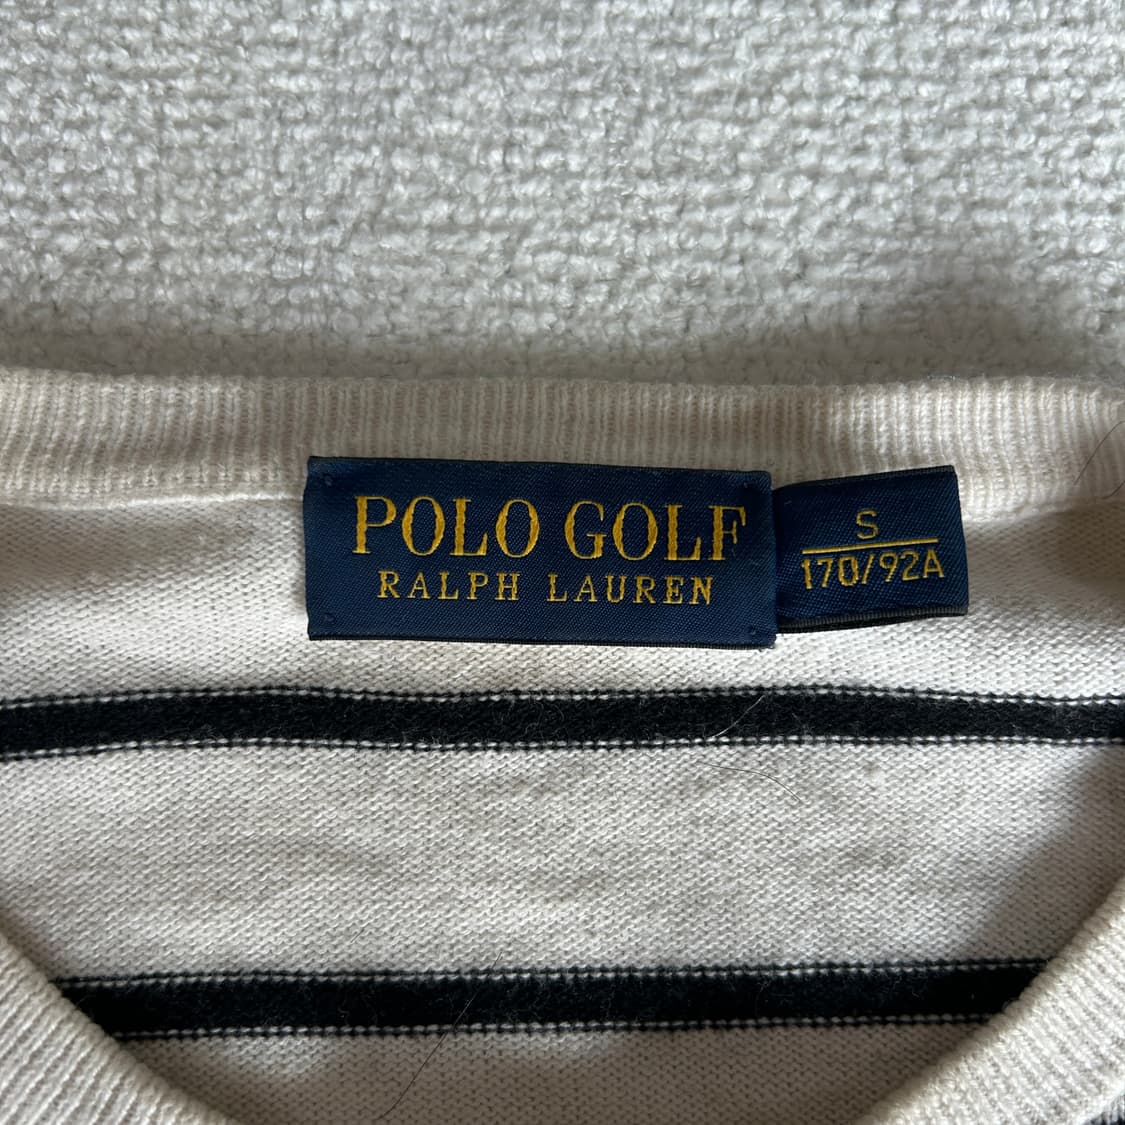 POLO GOLF
RALPH LAUREN
S
170/92A